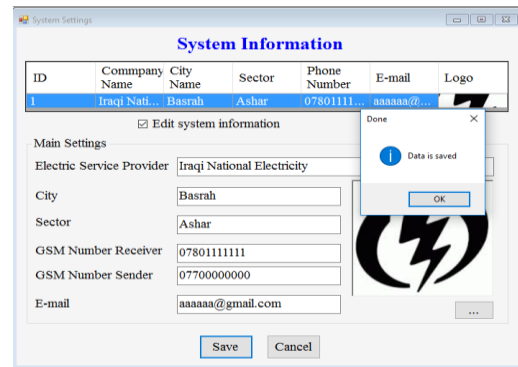 System Settings
System Information
ID Commpany Name City Name Sector Phone Number E-mail Logo
1 Iraqi Nati... Basrah Ashar 07801111... aaaaaa@...
Edit system information
Done
Data is saved
OK
Main Settings
Electric Service Provider Iraqi National Electricity
City Basrah
Sector Ashar
GSM Number Receiver 07801111111
GSM Number Sender 07700000000
E-mail aaaaaa@gmail.com
...
Save Cancel